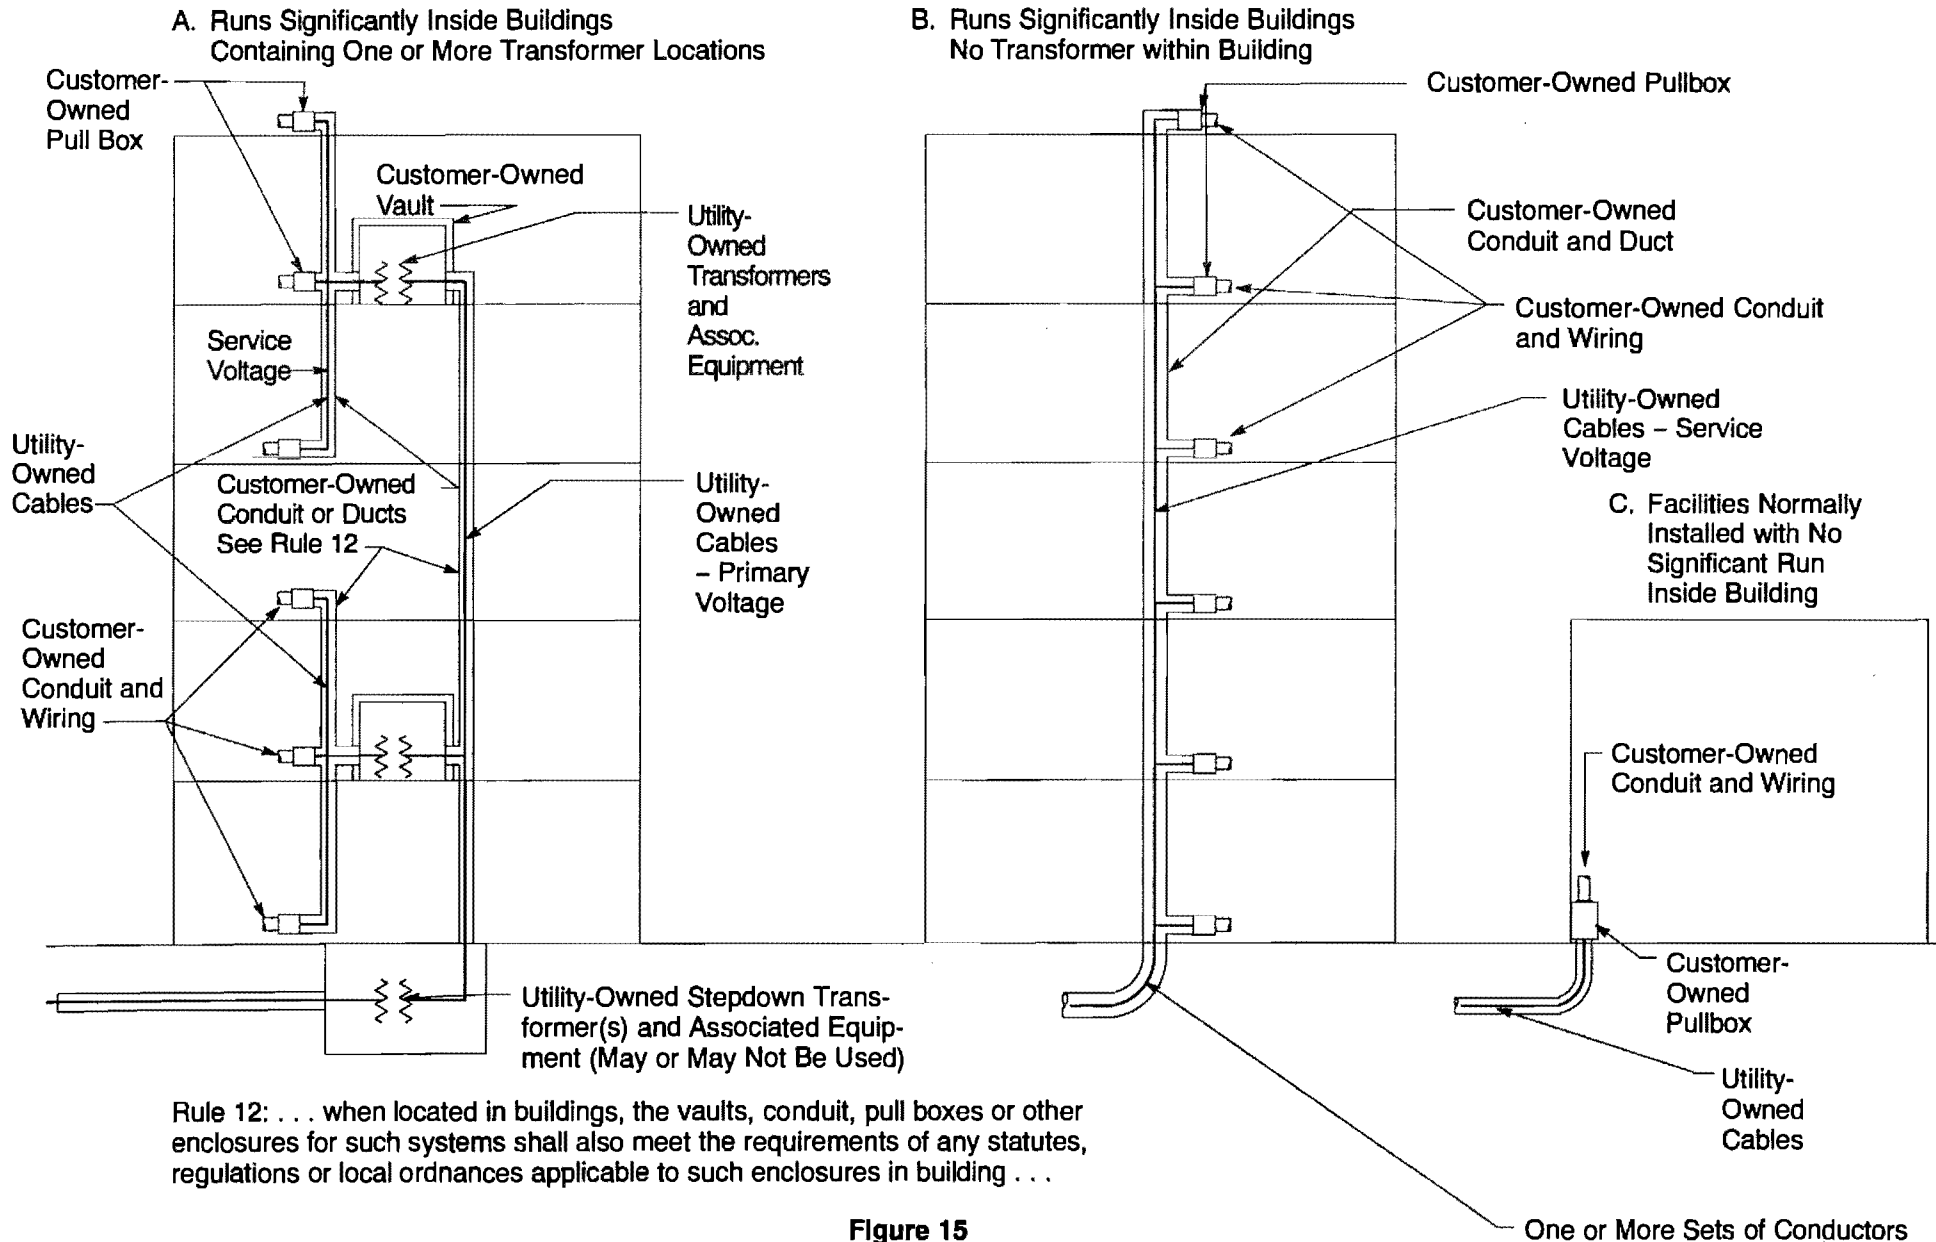 A. Runs Significantly Inside Buildings
Containing One or More Transformer Locations
Customer-
Owned
Pull Box
Customer-Owned
Vault
Utility-
Owned
Transformers
and
Assoc.
Equipment
Service
Voltage
Utility-
Owned
Cables
Customer-Owned
Conduit or Ducts
See Rule 12
Utility-
Owned
Cables
– Primary
Voltage
Customer-
Owned
Conduit and
Wiring
Utility-Owned Stepdown Trans-
former(s) and Associated Equip-
ment (May or May Not Be Used)
B. Runs Significantly Inside Buildings
No Transformer within Building
Customer-Owned Pullbox
Customer-Owned
Conduit and Duct
Customer-Owned Conduit
and Wiring
Utility-Owned
Cables – Service
Voltage
C. Facilities Normally
Installed with No
Significant Run
Inside Building
Customer-Owned
Conduit and Wiring
Customer-
Owned
Pullbox
Utility-
Owned
Cables
One or More Sets of Conductors
Rule 12: . . . when located in buildings, the vaults, conduit, pull boxes or other
enclosures for such systems shall also meet the requirements of any statutes,
regulations or local ordnances applicable to such enclosures in building . . .
Figure 15